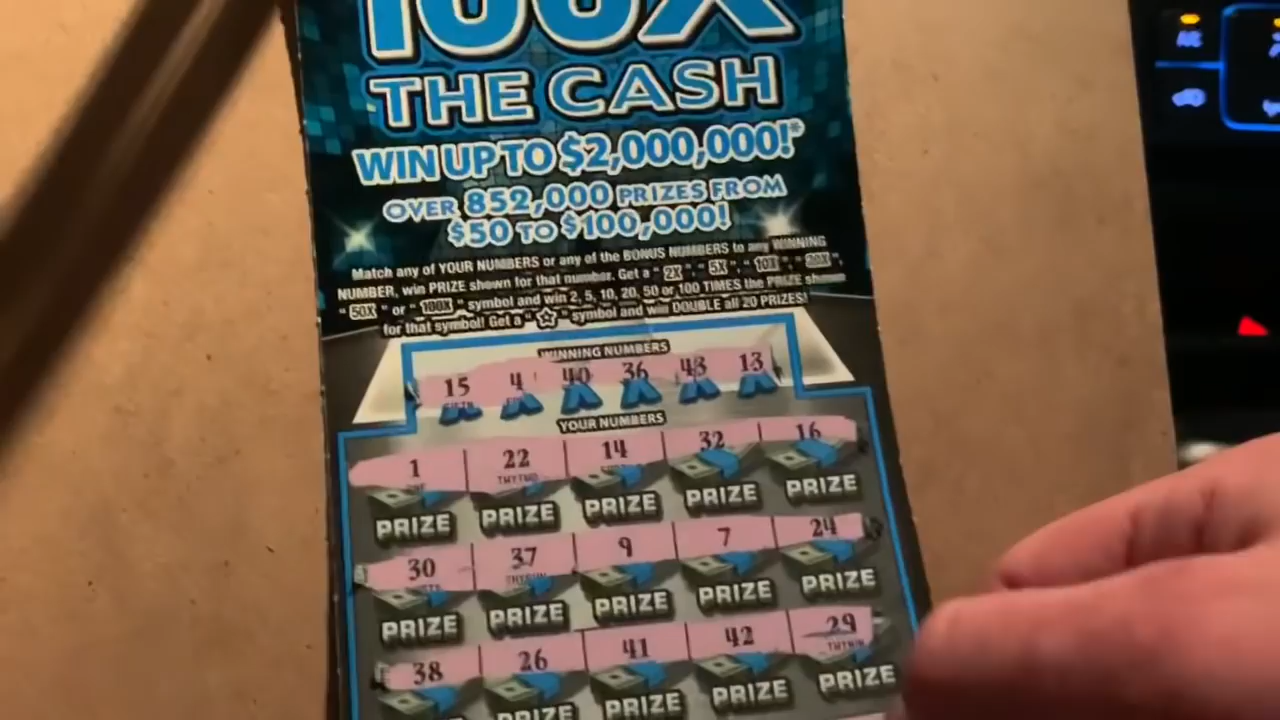 100X
THE CASH
WIN UP TO $2,000,000!*
OVER 852,000 PRIZES FROM
$50 TO $100,000!
Match any of YOUR NUMBERS or any of the BONUS NUMBERS to any WINNING
NUMBER, win PRIZE shown for that number. Get a "2X", "5X", "10X", "20X",
"50X" or "100X" symbol and win 2, 5, 10, 20, 50 or 100 TIMES the PRIZE shown
for that symbol! Get a " " symbol and win DOUBLE all 20 PRIZES!
WINNING NUMBERS
15 4 40 36 43 13
YOUR NUMBERS
1 22 14 32 16
THYTWO
PRIZE PRIZE PRIZE PRIZE PRIZE
30 37 9 7 24
PRIZE PRIZE PRIZE PRIZE PRIZE
38 26 41 42 29
PRIZE PRIZE PRIZE PRIZE